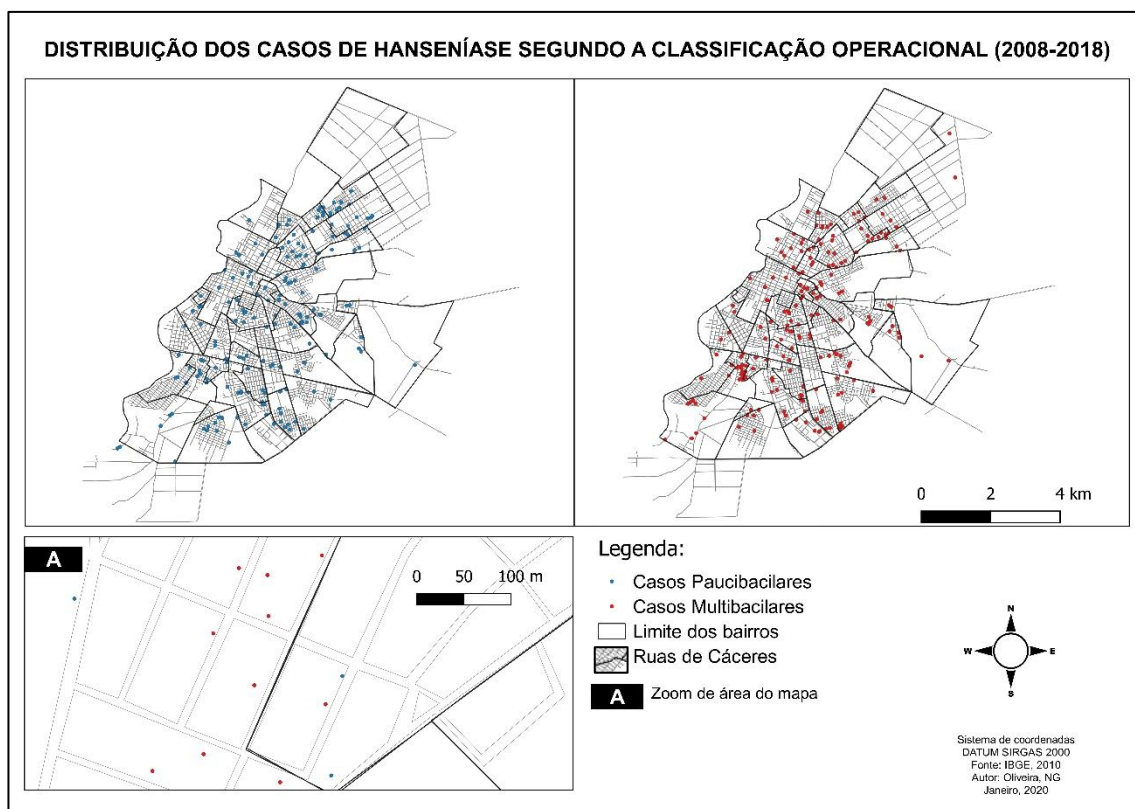 DISTRIBUIÇÃO DOS CASOS DE HANSENÍASE SEGUNDO A CLASSIFICAÇÃO OPERACIONAL (2008-2018)
0 2 4 km
A
0 50 100 m
Legenda:
Casos Paucibacilares
Casos Multibacilares
Limite dos bairros
Ruas de Cáceres
A Zoom de área do mapa
N
W E
S
Sistema de coordenadas
DATUM SIRGAS 2000
Fonte: IBGE, 2010
Autor: Oliveira, NG
Janeiro, 2020